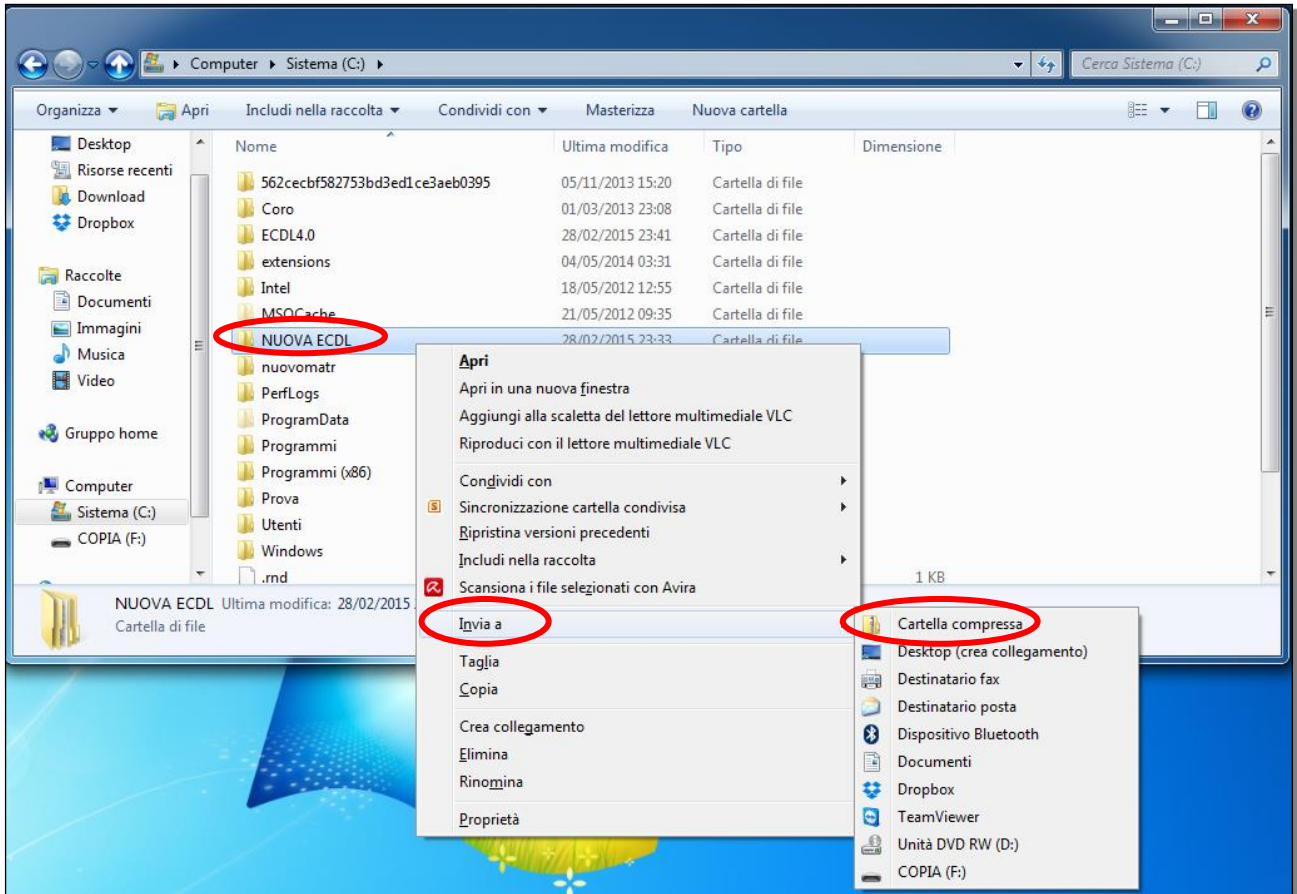 Computer ▸ Sistema (C:) ▸ Cerca Sistema (C:)
Organizza Apri Includi nella raccolta Condividi con Masterizza Nuova cartella
Desktop
Risorse recenti
Download
Dropbox
Raccolte
Documenti
Immagini
Musica
Video
Gruppo home
Computer
Sistema (C:)
COPIA (F:)
Nome Ultima modifica Tipo Dimensione
562cecbf582753bd3ed1ce3aeb0395 05/11/2013 15:20 Cartella di file
Coro 01/03/2013 23:08 Cartella di file
ECDL4.0 28/02/2015 23:41 Cartella di file
extensions 04/05/2014 03:31 Cartella di file
Intel 18/05/2012 12:55 Cartella di file
MSOCache 21/05/2012 09:35 Cartella di file
NUOVA ECDL 28/02/2015 23:33 Cartella di file
nuovomatr
PerfLogs
ProgramData
Programmi
Programmi (x86)
Prova
Utenti
Windows
.rnd 1 KB
NUOVA ECDL Ultima modifica: 28/02/2015
Cartella di file
Apri
Apri in una nuova finestra
Aggiungi alla scaletta del lettore multimediale VLC
Riproduci con il lettore multimediale VLC
Condividi con
Sincronizzazione cartella condivisa
Ripristina versioni precedenti
Includi nella raccolta
Scansiona i file selezionati con Avira
Invia a
Taglia
Copia
Crea collegamento
Elimina
Rinomina
Proprietà
Cartella compressa
Desktop (crea collegamento)
Destinatario fax
Destinatario posta
Dispositivo Bluetooth
Documenti
Dropbox
TeamViewer
Unità DVD RW (D:)
COPIA (F:)